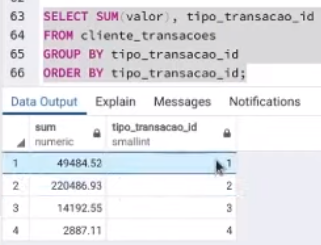 63 SELECT SUM(valor), tipo_transacao_id
64 FROM cliente_transacoes
65 GROUP BY tipo_transacao_id
66 ORDER BY tipo_transacao_id;
Data Output Explain Messages Notifications
sum tipo_transacao_id
numeric smallint
1 49484.52 1
2 220486.93 2
3 14192.55 3
4 2887.11 4